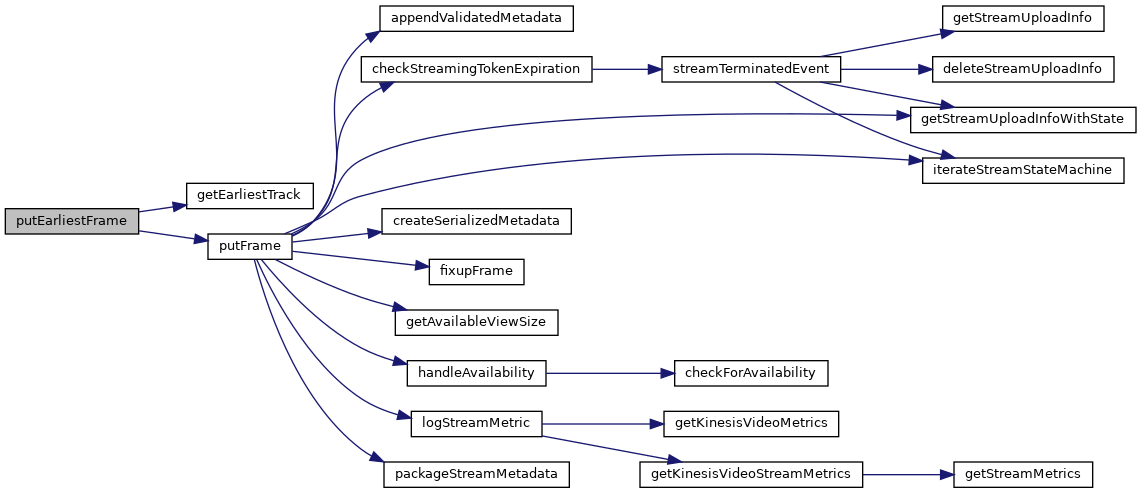 appendValidatedMetadata
getStreamUploadInfo
checkStreamingTokenExpiration
streamTerminatedEvent
deleteStreamUploadInfo
getStreamUploadInfoWithState
iterateStreamStateMachine
getEarliestTrack
putEarliestFrame
createSerializedMetadata
putFrame
fixupFrame
getAvailableViewSize
handleAvailability
checkForAvailability
logStreamMetric
getKinesisVideoMetrics
packageStreamMetadata
getKinesisVideoStreamMetrics
getStreamMetrics